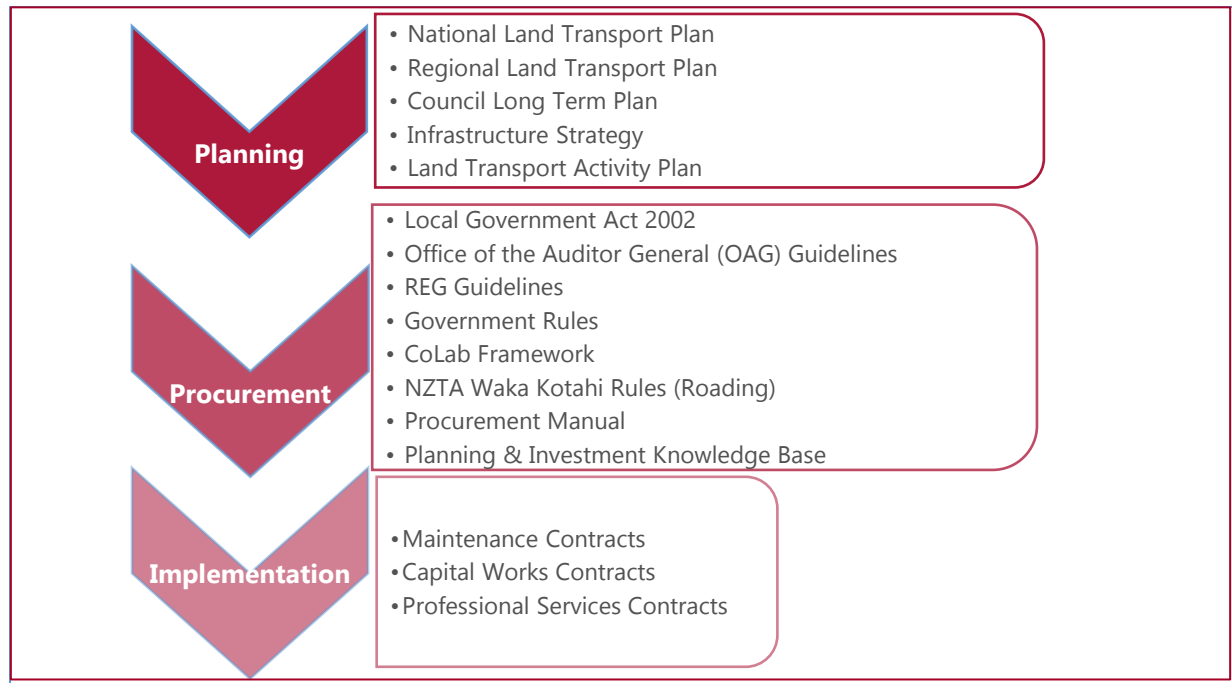 Planning
• National Land Transport Plan
• Regional Land Transport Plan
• Council Long Term Plan
• Infrastructure Strategy
• Land Transport Activity Plan
Procurement
• Local Government Act 2002
• Office of the Auditor General (OAG) Guidelines
• REG Guidelines
• Government Rules
• CoLab Framework
• NZTA Waka Kotahi Rules (Roading)
• Procurement Manual
• Planning & Investment Knowledge Base
Implementation
• Maintenance Contracts
• Capital Works Contracts
• Professional Services Contracts